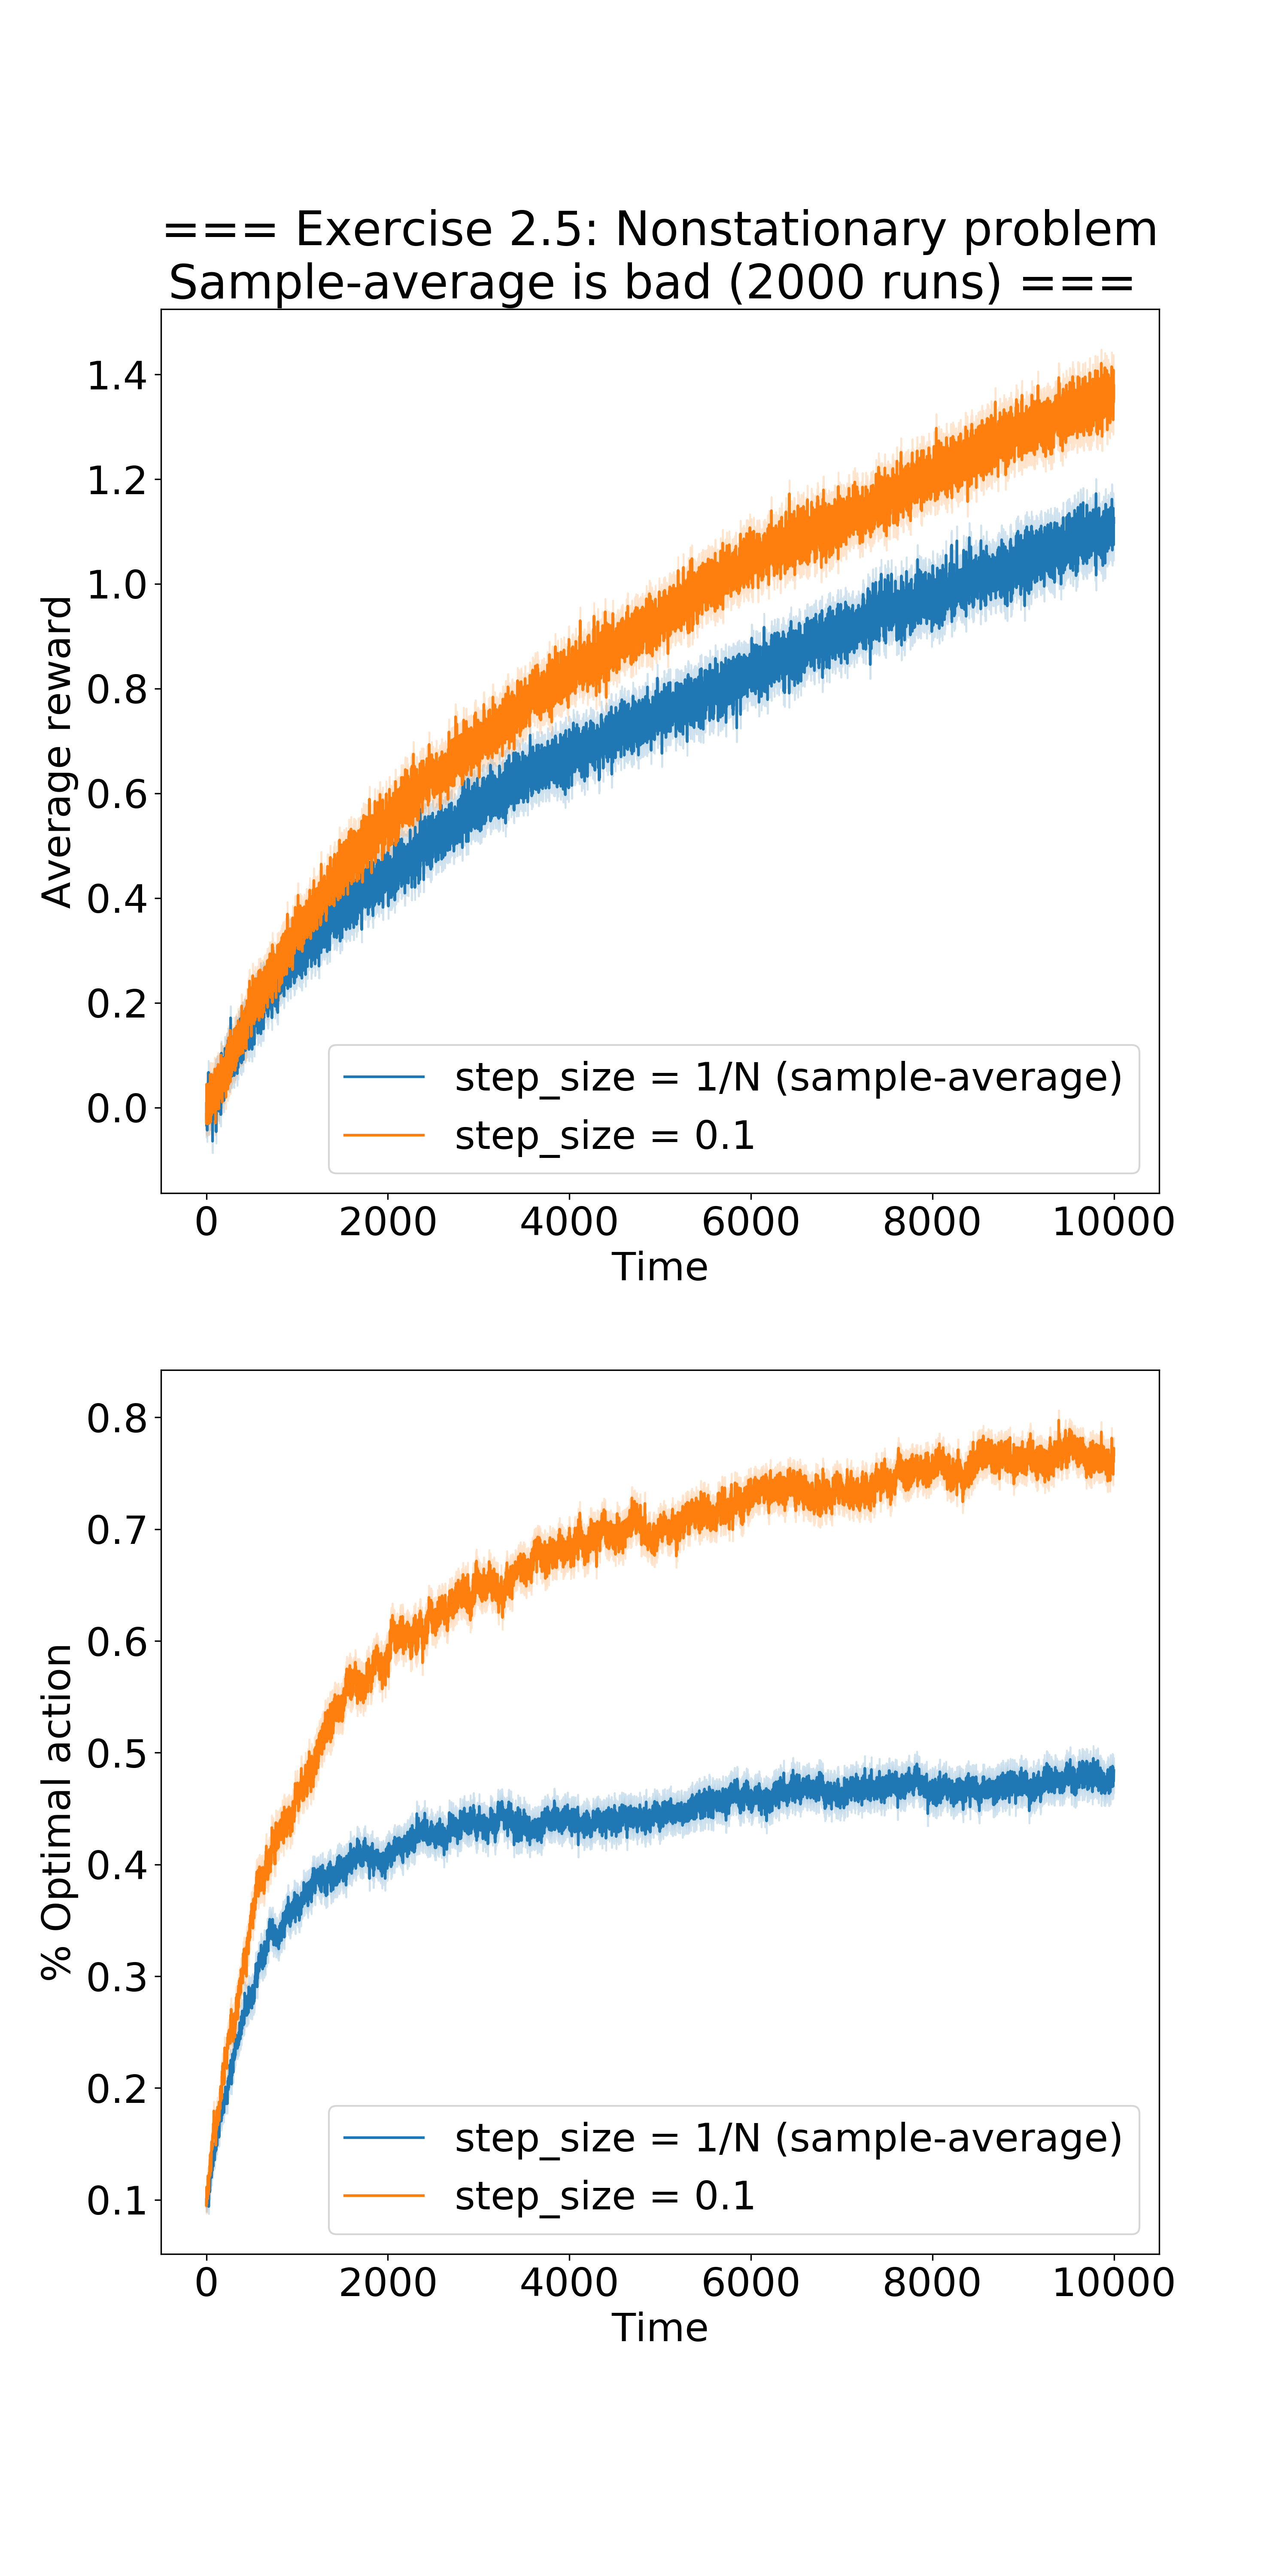 === Exercise 2.5: Nonstationary problem
Sample-average is bad (2000 runs) ===
1.4
1.2
1.0
0.8
0.6
0.4
0.2
0.0
Average reward
step_size = 1/N (sample-average)
step_size = 0.1
0 2000 4000 6000 8000 10000
Time
0.8
0.7
0.6
0.5
0.4
0.3
0.2
0.1
% Optimal action
step_size = 1/N (sample-average)
step_size = 0.1
0 2000 4000 6000 8000 10000
Time